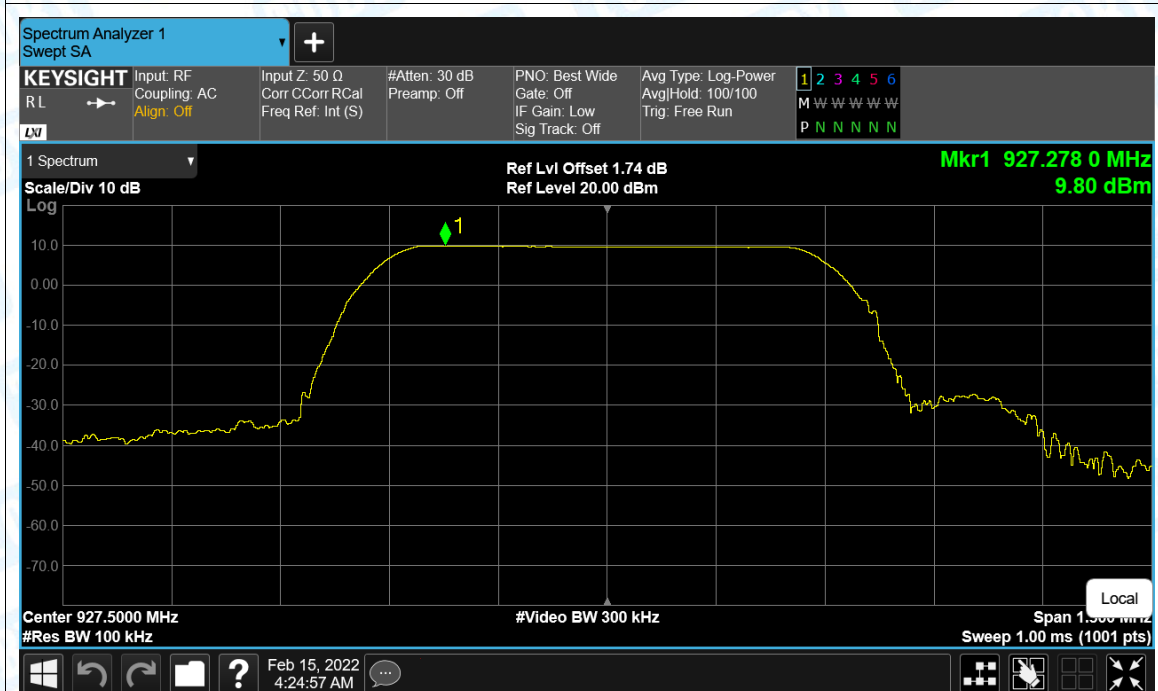 Spectrum Analyzer 1
Swept SA
+
KEYSIGHT
RL
LXI
Input: RF
Coupling: AC
Align: Off
Input Z: 50 Ω
Corr CCorr RCal
Freq Ref: Int (S)
#Atten: 30 dB
Preamp: Off
PNO: Best Wide
Gate: Off
IF Gain: Low
Sig Track: Off
Avg Type: Log-Power
Avg|Hold: 100/100
Trig: Free Run
1 2 3 4 5 6
M W W W W W
P N N N N N
1 Spectrum
Scale/Div 10 dB
Log
Ref Lvl Offset 1.74 dB
Ref Level 20.00 dBm
Mkr1 927.278 0 MHz
9.80 dBm
1
10.0
0.00
-10.0
-20.0
-30.0
-40.0
-50.0
-60.0
-70.0
Local
Center 927.5000 MHz
#Res BW 100 kHz
#Video BW 300 kHz
Span
Sweep 1.00 ms (1001 pts)
?
Feb 15, 2022
4:24:57 AM